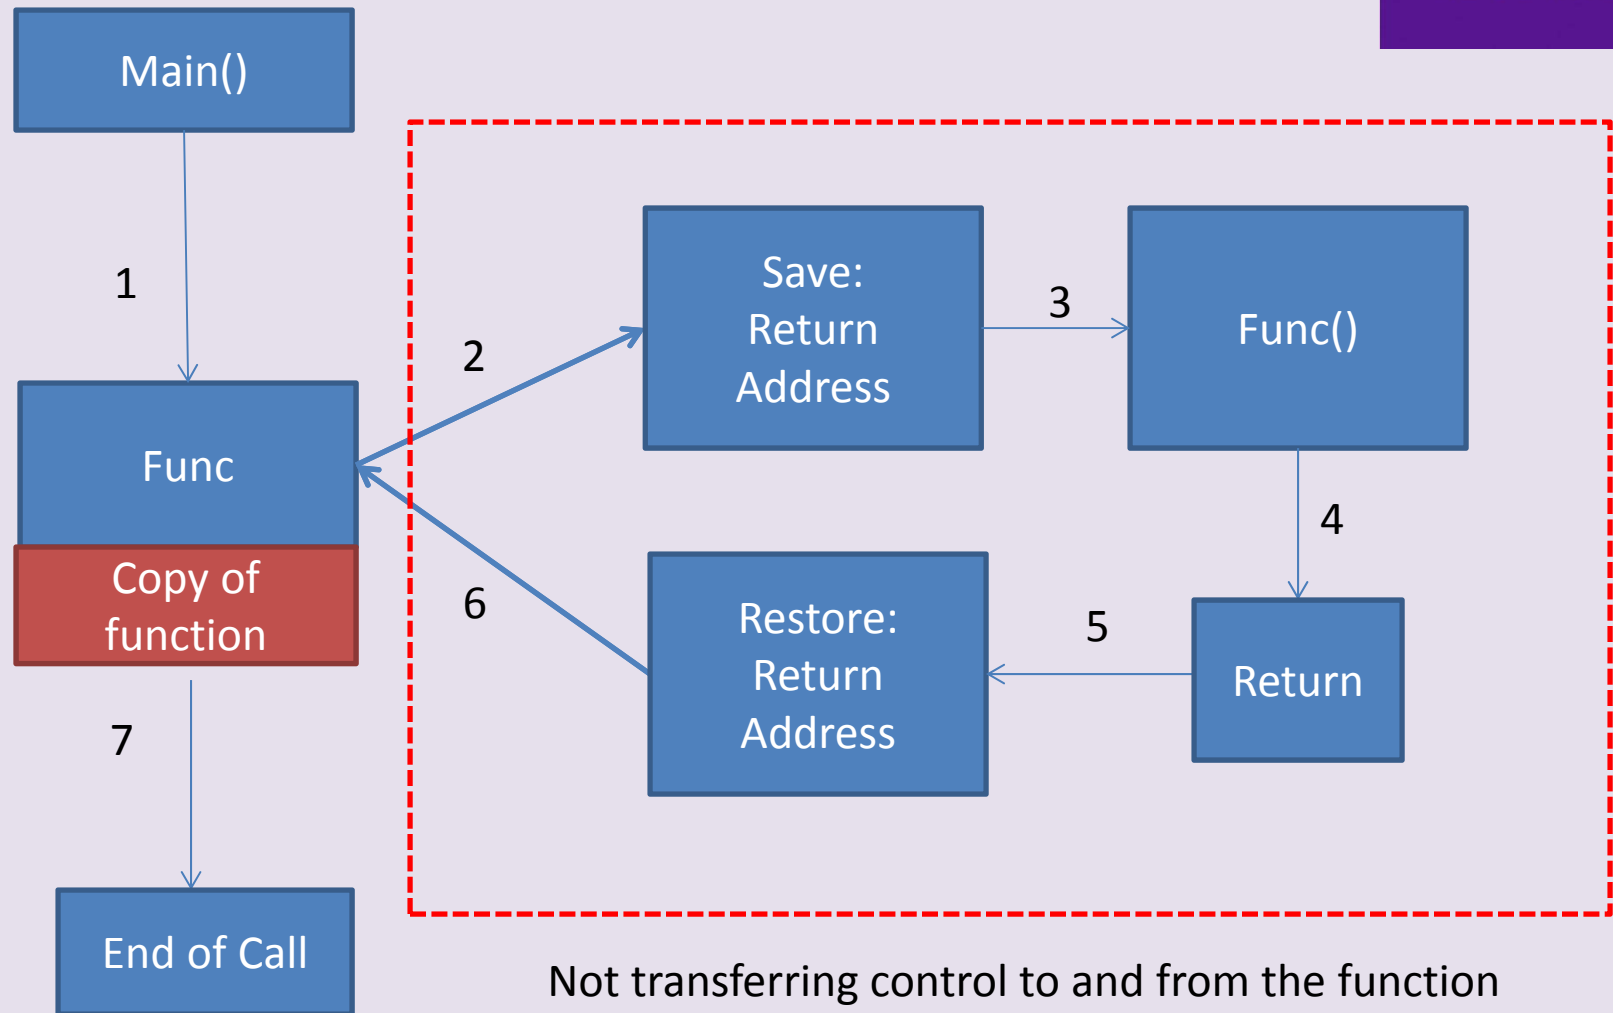 Main()
1
Func
Copy of
function
2
Save:
Return
Address
3
Func()
4
Return
5
Restore:
Return
Address
6
7
End of Call
Not transferring control to and from the function